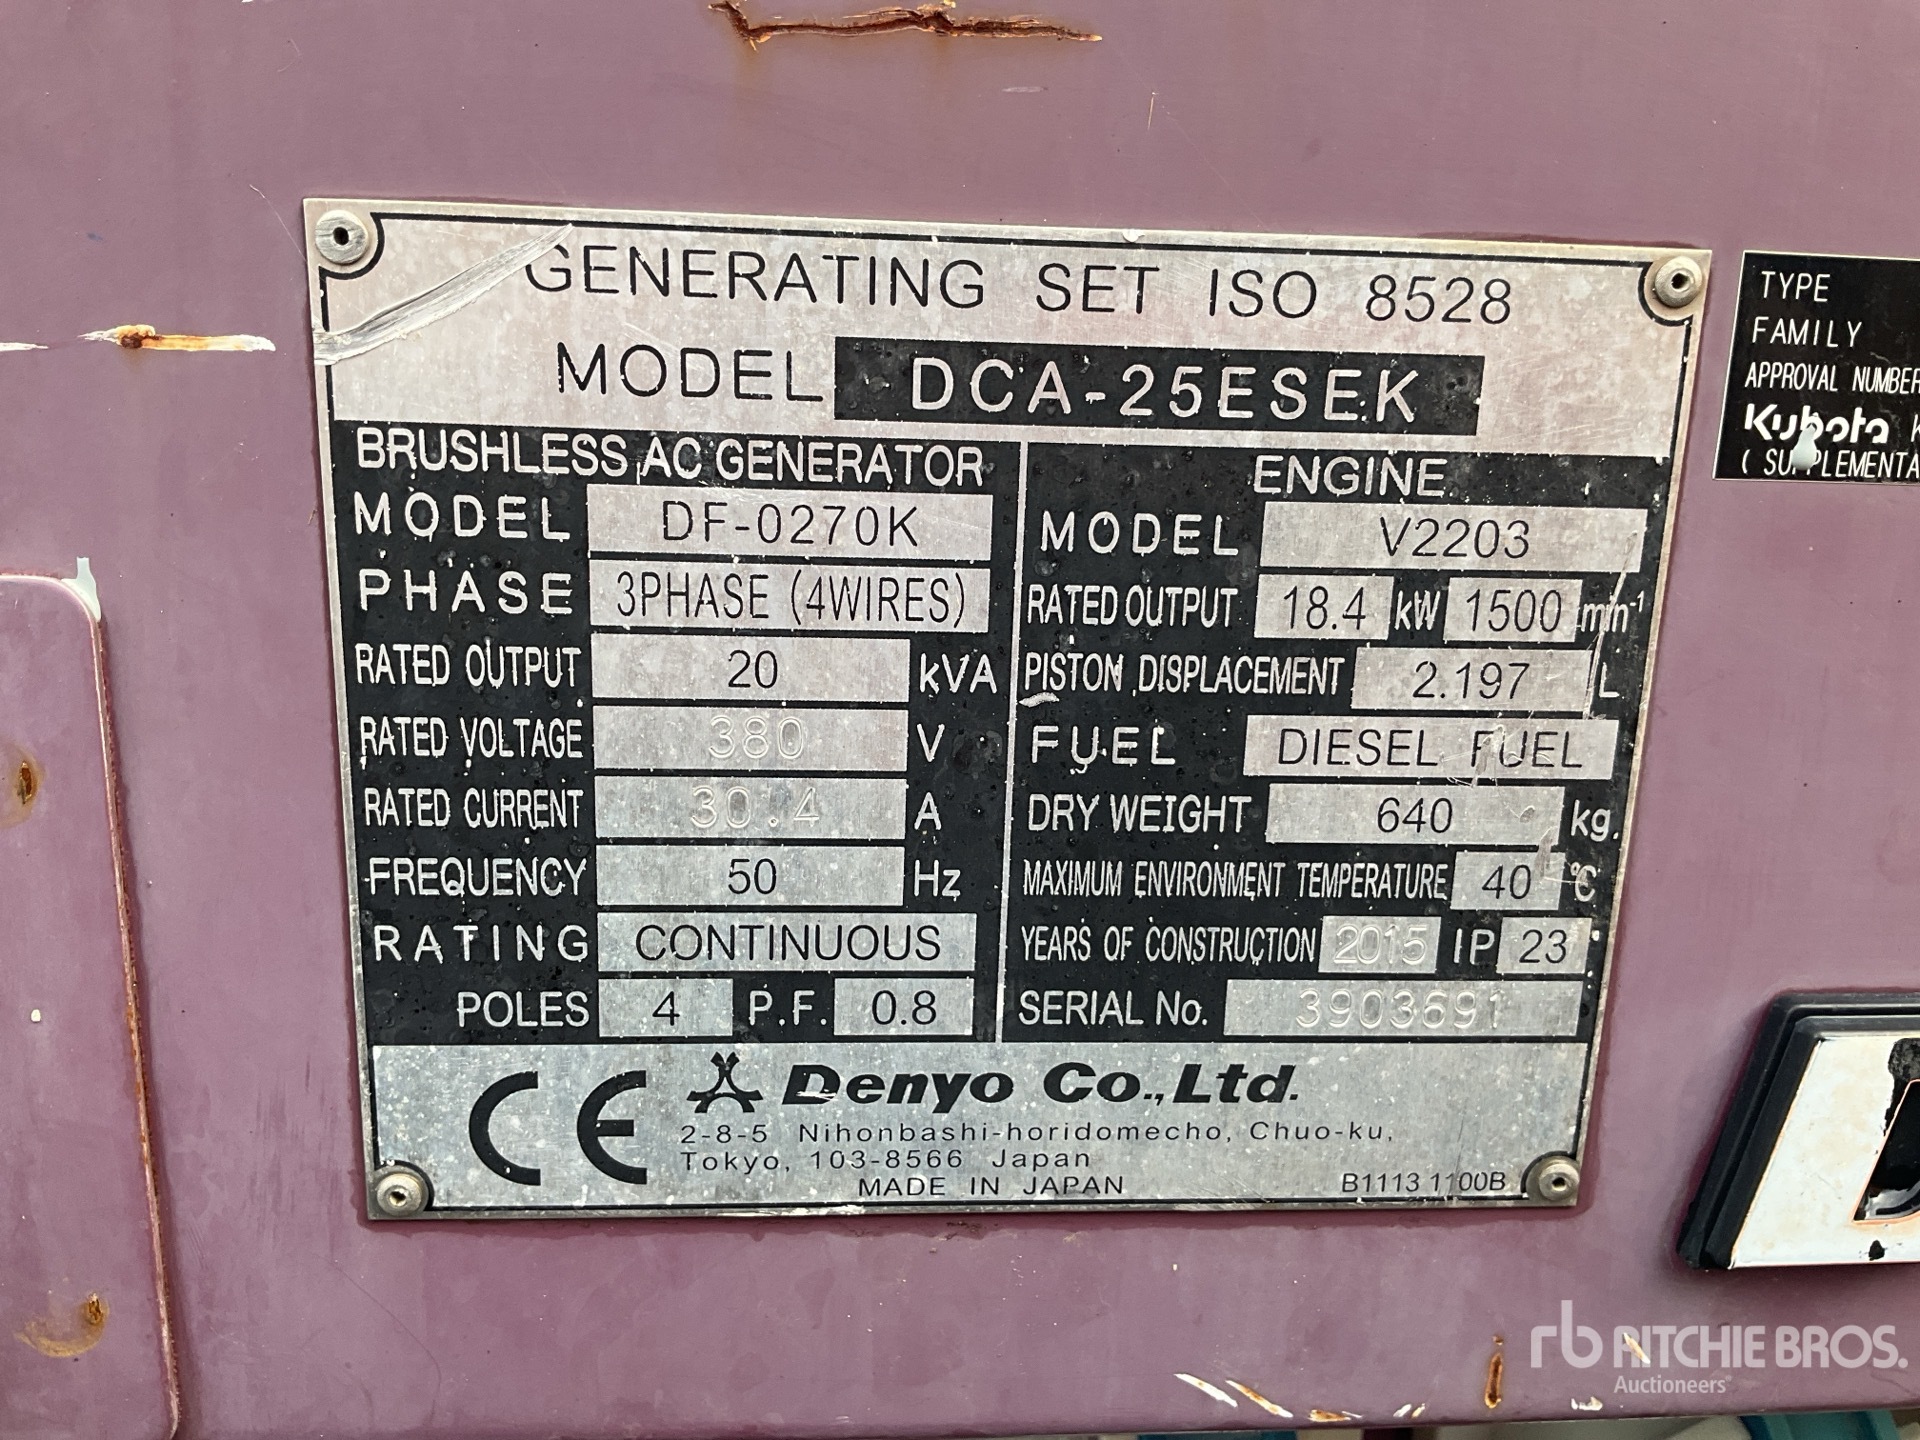 GENERATING SET ISO 8528
MODEL DCA-25ESEK
BRUSHLESS AC GENERATOR
MODEL DF-0270K
PHASE 3PHASE (4WIRES)
RATED OUTPUT 20 kVA
RATED VOLTAGE 380 V
RATED CURRENT 30.4 A
FREQUENCY 50 Hz
RATING CONTINUOUS
POLES 4 P.F. 0.8
ENGINE
MODEL V2203
RATED OUTPUT 18.4 kW 1500 min-1
PISTON DISPLACEMENT 2.197 L
FUEL DIESEL FUEL
DRY WEIGHT 640 kg.
MAXIMUM ENVIRONMENT TEMPERATURE 40 °C
YEARS OF CONSTRUCTION 2015 IP 23
SERIAL No. 3903691
CE Denyo Co.,Ltd.
2-8-5 Nihonbashi-horidomecho, Chuo-ku,
Tokyo, 103-8566 Japan
MADE IN JAPAN B1113 1100B
TYPE
FAMILY
APPROVAL NUMBER
Kubota
rb RITCHIE BROS.
Auctioneers